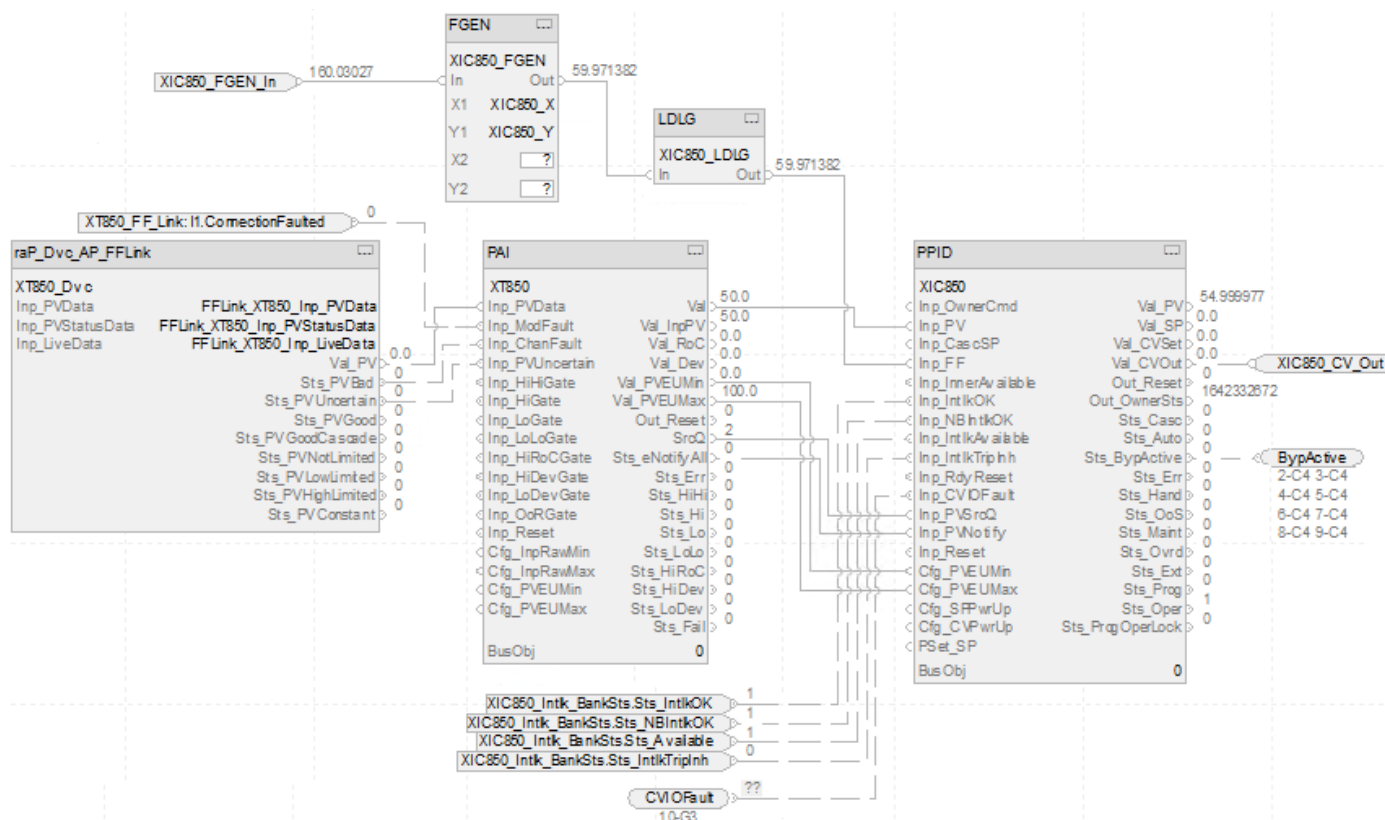 FGEN
XIC850_FGEN
XIC850_FGEN_In
160.03027
In Out
59.971382
X1 XIC850_X
Y1 XIC850_Y
X2 ?
Y2 ?
LDLG
XIC850_LDLG
In Out
59.971382
XT850_FF_Link: I1.ConnectionFaulted
0
raP_Dvc_AP_FFLink
XT850_Dvc
Inp_PVData FFLink_XT850_Inp_PVData
Inp_PVStatusData FFLink_XT850_Inp_PVStatusData
Inp_LiveData FFLink_XT850_Inp_LiveData
Val_PV 0.0
Sts_PVBad 0
Sts_PVUncertain 0
Sts_PVGood 0
Sts_PVGoodCascade 0
Sts_PVNotLimited 0
Sts_PVLowLimited 0
Sts_PVHighLimited 0
Sts_PVConstant 0
PAI
XT850
Inp_PVData Val 50.0
Inp_ModFault Val_InpPV 50.0
Inp_ChanFault Val_RoC 0.0
Inp_PVUncertain Val_Dev 0.0
Inp_HiHiGate Val_PVEUMin 0.0
Inp_HiGate Val_PVEUMax 100.0
Inp_LoGate Out_Reset 0
Inp_LoLoGate SrcQ 2
Inp_HiRoCGate Sts_eNotifyAll 0
Inp_HiDevGate Sts_Err 0
Inp_LoDevGate Sts_HiHi 0
Inp_OoRGate Sts_Hi 0
Inp_Reset Sts_Lo 0
Cfg_InpRawMin Sts_LoLo 0
Cfg_InpRawMax Sts_HiRoC 0
Cfg_PVEUMin Sts_HiDev 0
Cfg_PVEUMax Sts_LoDev 0
Sts_Fail 0
BusObj 0
PPID
XIC850
Inp_OwnerCmd Val_PV 54.999977
Inp_PV Val_SP 0.0
Inp_CascSP Val_CVSet 0.0
Inp_FF Val_CVOut 0.0
XIC850_CV_Out
Inp_InnerAvailable Out_Reset 0
Inp_IntlkOK Out_OwnerSts 1642332672
Inp_NBIntlkOK Sts_Casc 0
Inp_IntlkAvailable Sts_Auto 0
Inp_IntlkTripInh Sts_BypActive 0
BypActive
Inp_RdyReset Sts_Err 0
2-C4 3-C4
Inp_CVIOFault Sts_Hand 0
4-C4 5-C4
Inp_PVSrcQ Sts_OoS 0
6-C4 7-C4
Inp_PVNotify Sts_Maint 0
8-C4 9-C4
Inp_Reset Sts_Ovrd 0
Cfg_PVEUMin Sts_Ext 0
Cfg_PVEUMax Sts_Prog 0
Cfg_SPPwrUp Sts_Oper 1
Cfg_CVPwrUp Sts_ProgOperLock 0
PSet_SP
BusObj 0
XIC850_Intlk_BankSts.Sts_IntlkOK 1
XIC850_Intlk_BankSts.Sts_NBIntlkOK 1
XIC850_Intlk_BankSts.Sts_Available 1
XIC850_Intlk_BankSts.Sts_IntlkTripInh 0
CVIOFault ??
10-G3